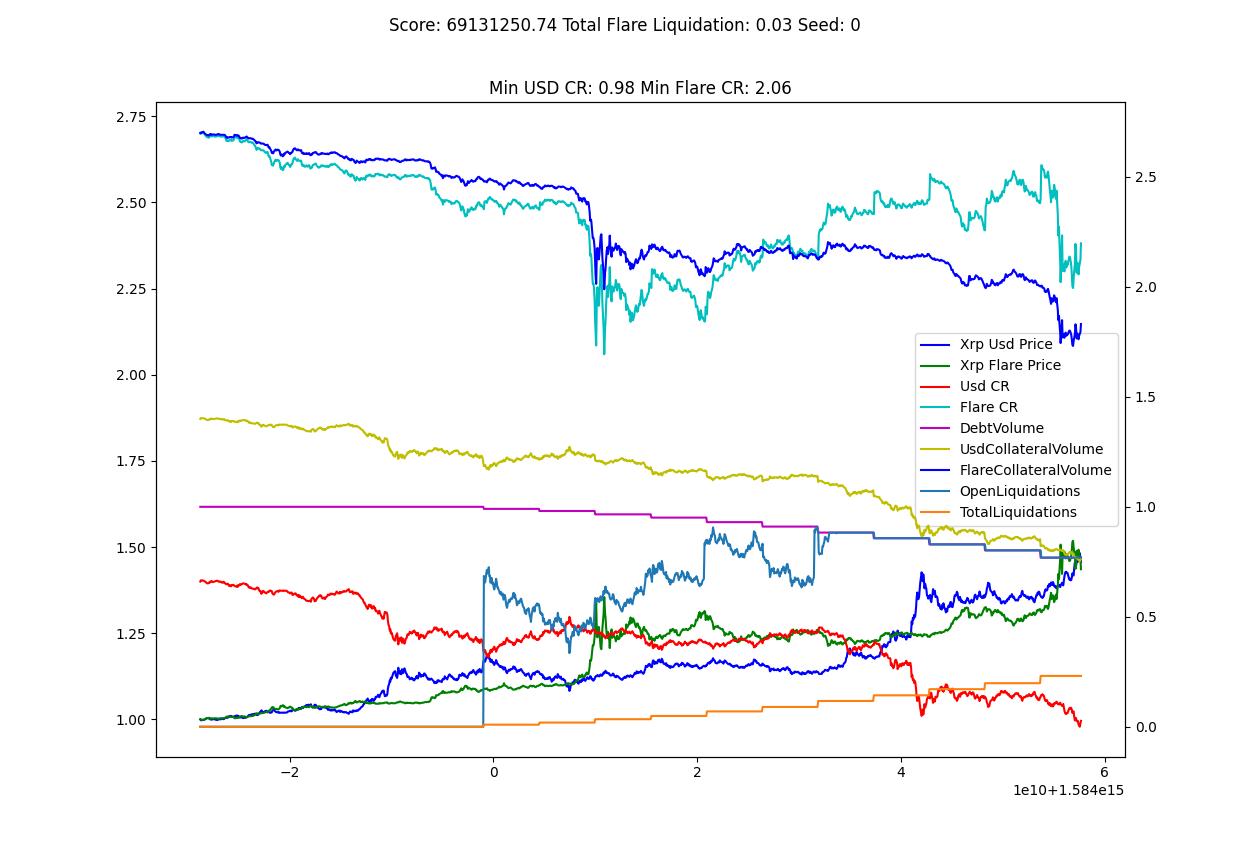 Score: 69131250.74 Total Flare Liquidation: 0.03 Seed: 0
Min USD CR: 0.98 Min Flare CR: 2.06
2.75
2.50
2.25
2.00
1.75
1.50
1.25
1.00
2.5
2.0
1.5
1.0
0.5
0.0
Xrp Usd Price
Xrp Flare Price
Usd CR
Flare CR
DebtVolume
UsdCollateralVolume
FlareCollateralVolume
OpenLiquidations
TotalLiquidations
−2 0 2 4 6
1e10+1.584e15